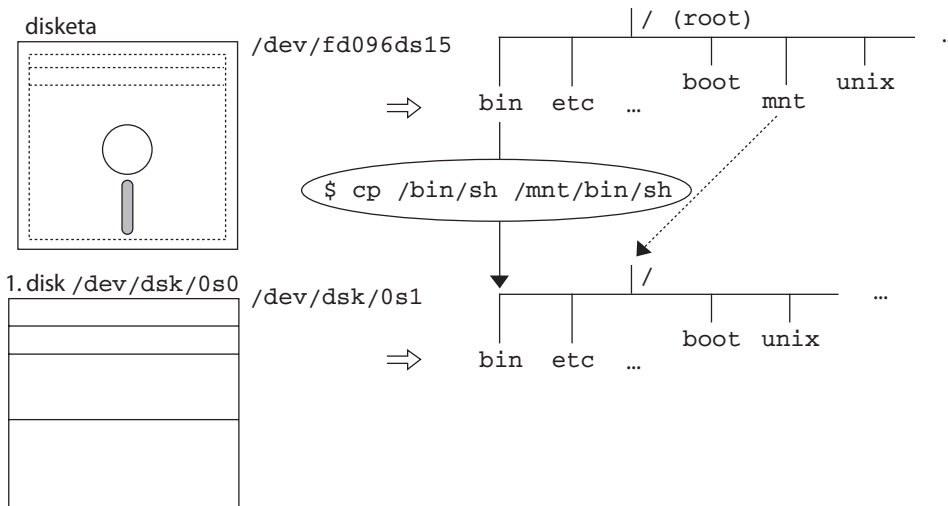 disketa
/dev/fd096ds15
/ (root)
.
bin etc … boot mnt unix
$ cp /bin/sh /mnt/bin/sh
1. disk /dev/dsk/0s0
/dev/dsk/0s1
/
…
bin etc … boot unix